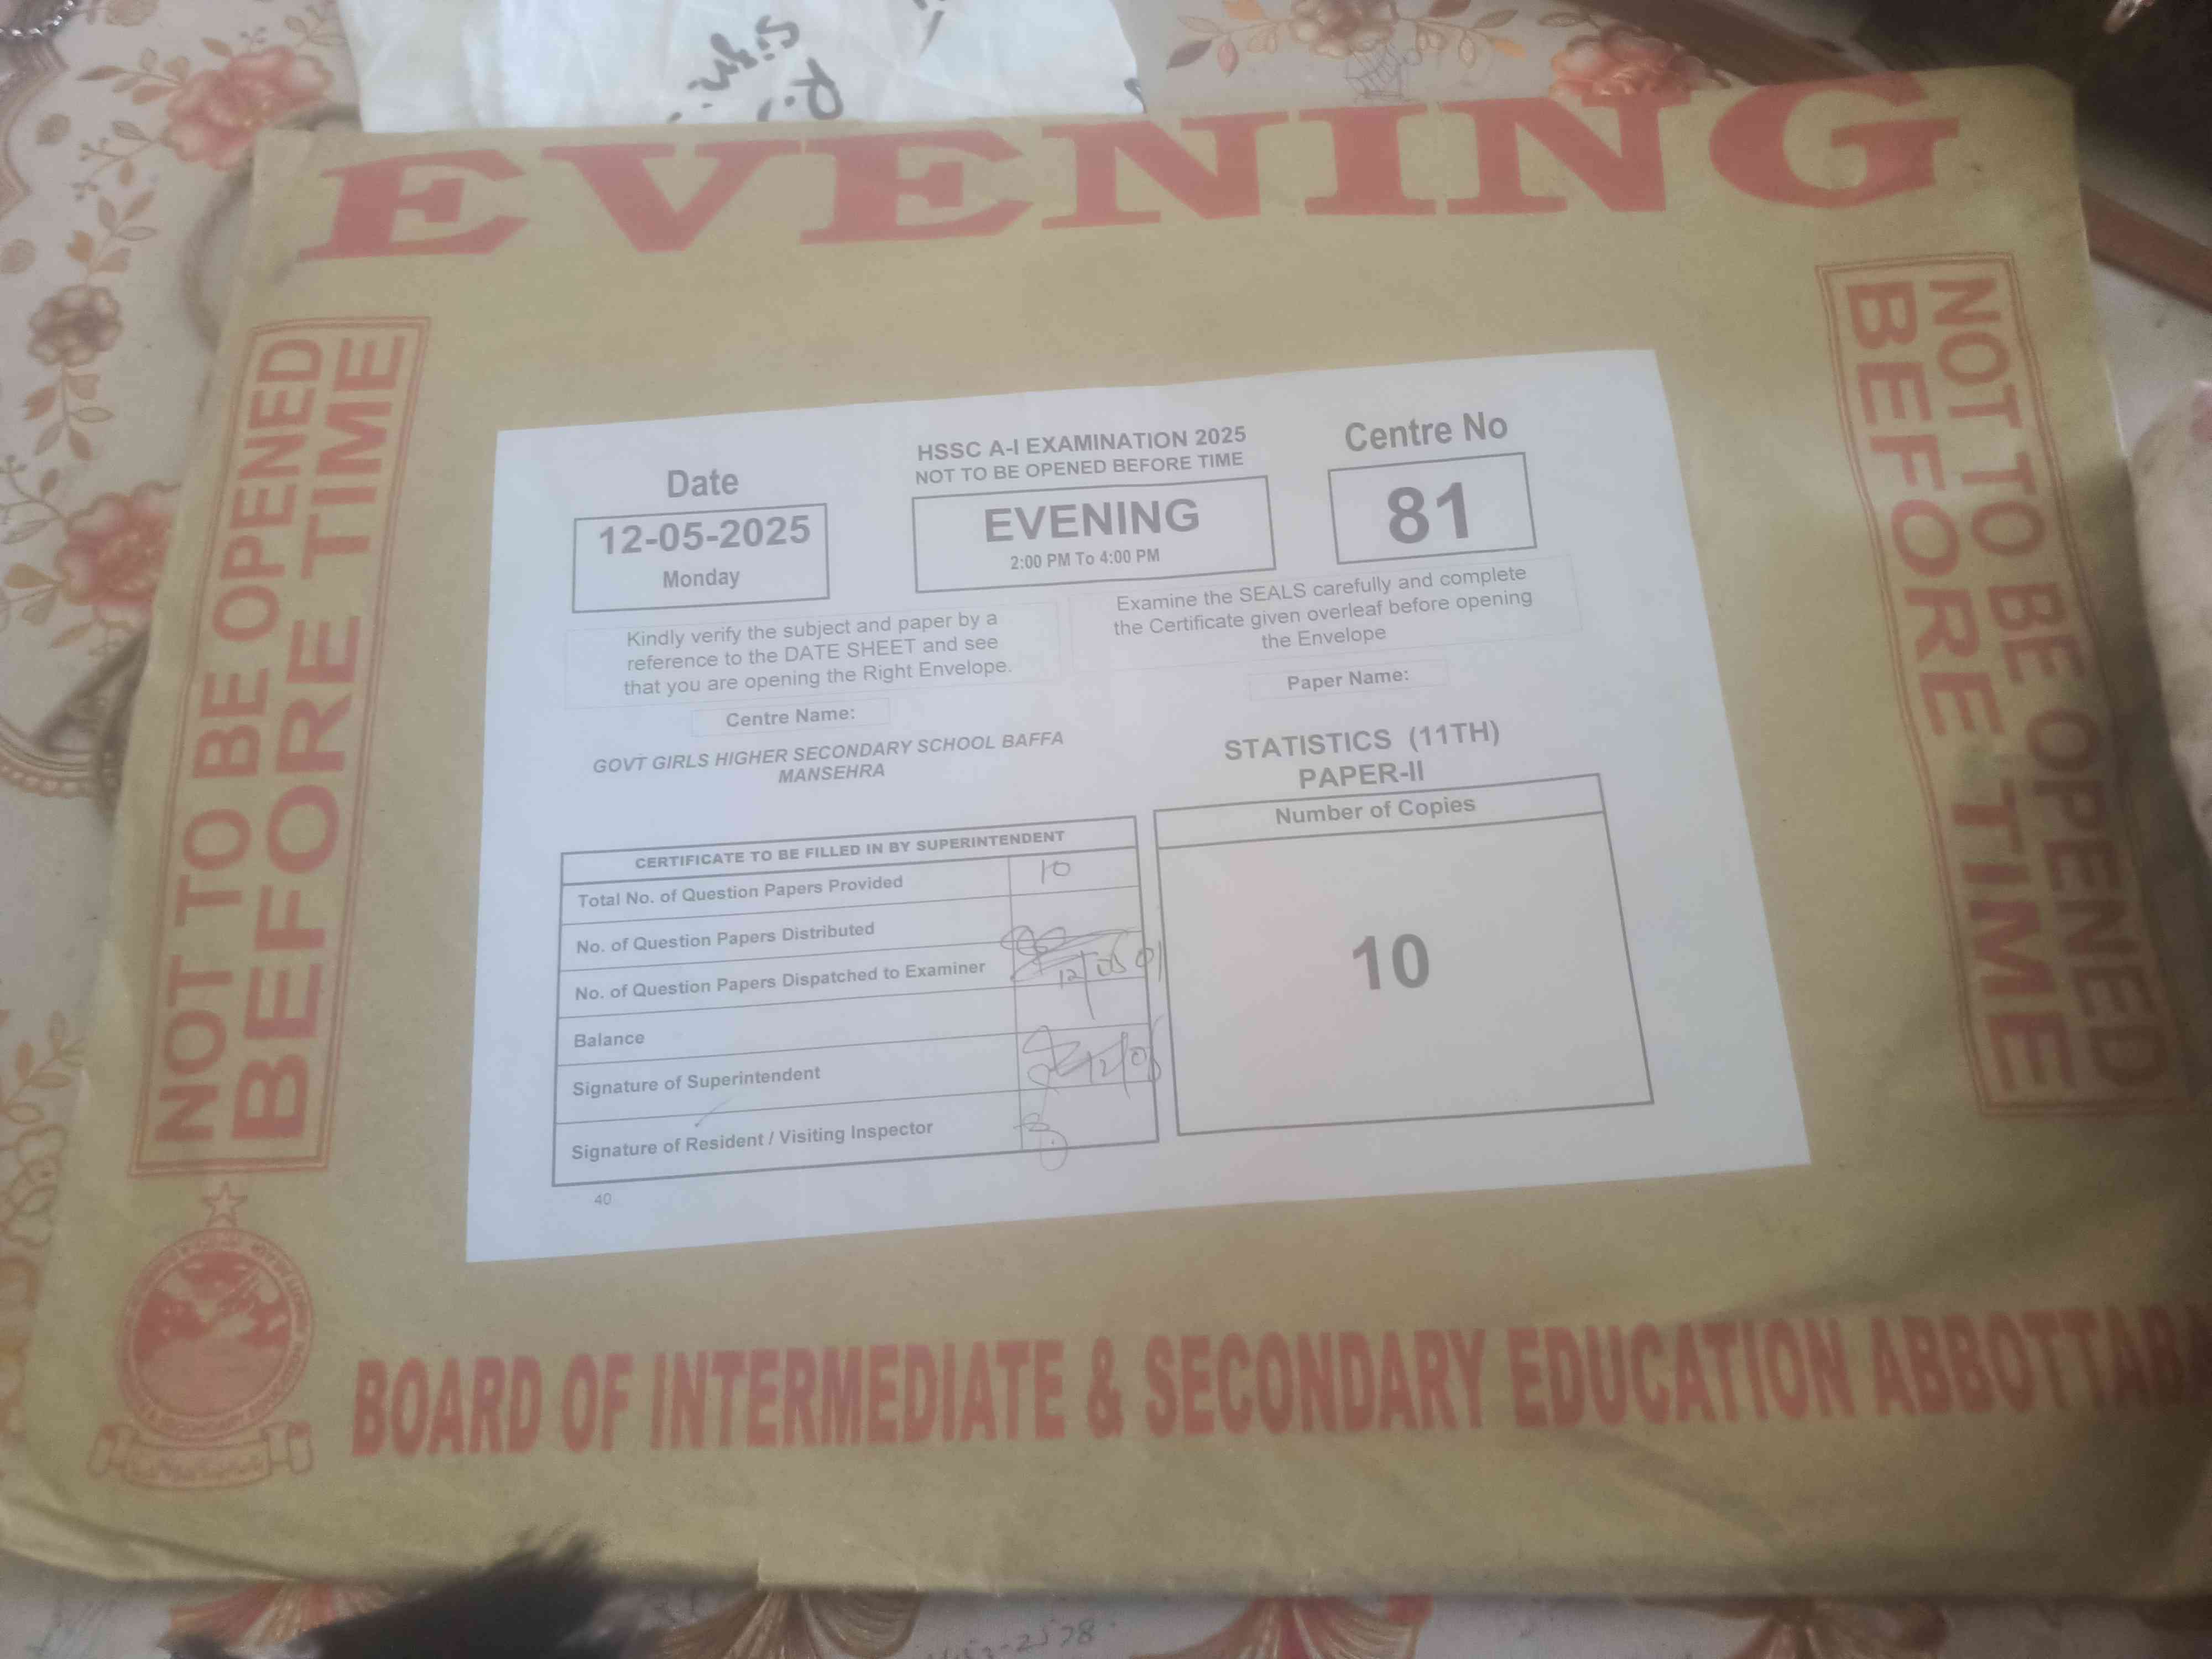 EVENING
NOT TO BE OPENED
BEFORE TIME
NOT TO BE OPENED
BEFORE TIME
HSSC A-I EXAMINATION 2025
NOT TO BE OPENED BEFORE TIME
Date
12-05-2025
Monday
EVENING
2:00 PM To 4:00 PM
Centre No
81
Kindly verify the subject and paper by a
reference to the DATE SHEET and see
that you are opening the Right Envelope.
Examine the SEALS carefully and complete
the Certificate given overleaf before opening
the Envelope
Centre Name:
GOVT GIRLS HIGHER SECONDARY SCHOOL BAFFA
MANSEHRA
Paper Name:
STATISTICS (11TH)
PAPER-II
CERTIFICATE TO BE FILLED IN BY SUPERINTENDENT
Total No. of Question Papers Provided 10
No. of Question Papers Distributed
No. of Question Papers Dispatched to Examiner
Balance
Signature of Superintendent
Signature of Resident / Visiting Inspector
Number of Copies
10
40
BOARD OF INTERMEDIATE & SECONDARY EDUCATION ABBOTTAB